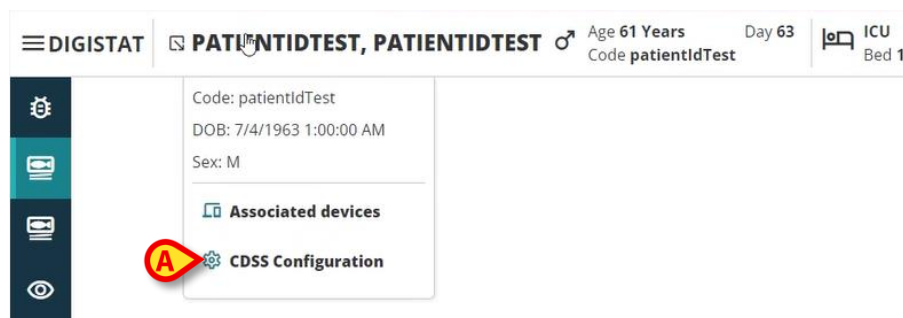 DIGISTAT
PATIENTIDTEST, PATIENTIDTEST
Age 61 Years
Day 63
Code patientIdTest
ICU
Bed 1
Code: patientIdTest
DOB: 7/4/1963 1:00:00 AM
Sex: M
Associated devices
A
CDSS Configuration